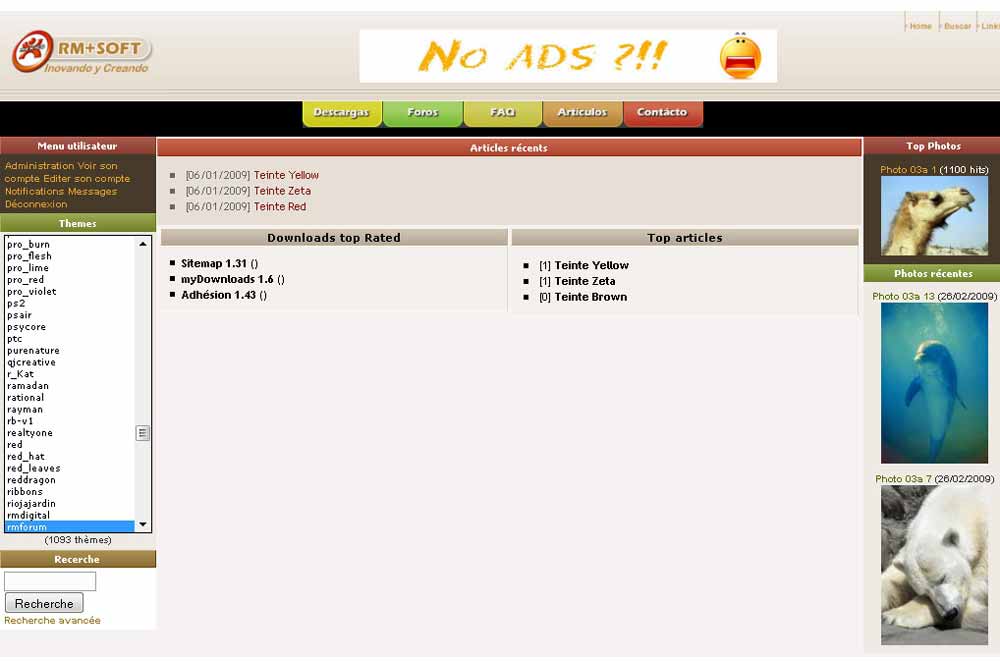 Home Buscar Link
RM+SOFT
Inovando y Creando
No ADS ?!!
Descargas Foros FAQ Artículos Contácto
Menu utilisateur
Administration Voir son
compte Editer son compte
Notifications Messages
Déconnexion
Themes
pro_burn
pro_flesh
pro_lime
pro_red
pro_violet
ps2
psair
psycore
ptc
purenature
qjcreative
r_Kat
ramadan
rational
rayman
rb-v1
realtyone
red
red_hat
red_leaves
reddragon
ribbons
riojajardin
rmdigital
rmforum
(1093 thèmes)
Recerche
Recherche
Recherche avancée
Articles récents
[06/01/2009] Teinte Yellow
[06/01/2009] Teinte Zeta
[06/01/2009] Teinte Red
Downloads top Rated
Sitemap 1.31 ()
myDownloads 1.6 ()
Adhésion 1.43 ()
Top articles
[1] Teinte Yellow
[1] Teinte Zeta
[0] Teinte Brown
Top Photos
Photo 03a 1 (1100 hits)
Photos récentes
Photo 03a 13 (26/02/2009)
Photo 03a 7 (26/02/2009)